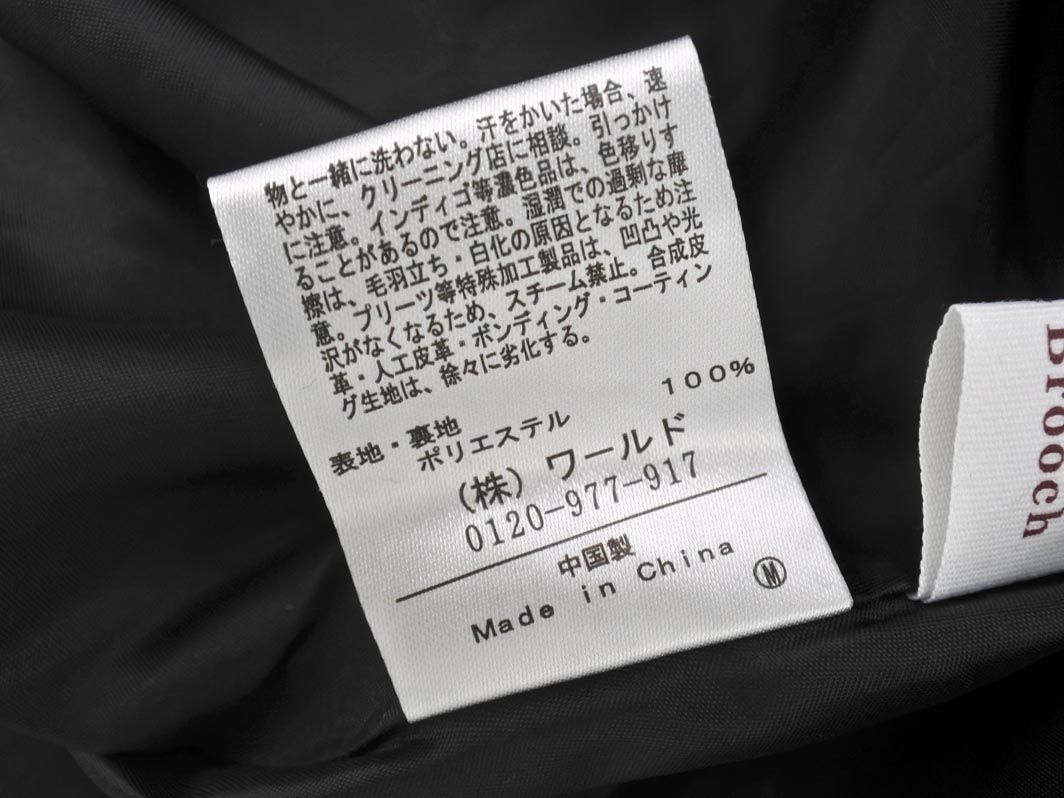 物と一緒に洗わない。汗をかいた場合、速
やかに、クリーニング店に相談。引っかけ
に注意。インディゴ等濃色品は、色移りす
ることがあるので注意。湿潤での過剰な摩
擦は、毛羽立ち・白化の原因となるため注
意。プリーツ等特殊加工製品は、凹凸や光
沢がなくなるため、スチーム禁止。合成皮
革・人工皮革・ボンディング・コーティン
グ生地は、徐々に劣化する。
表地・裏地
ポリエステル 100%
(株)ワールド
0120-977-917
中国製
Made in China
M
Brooch